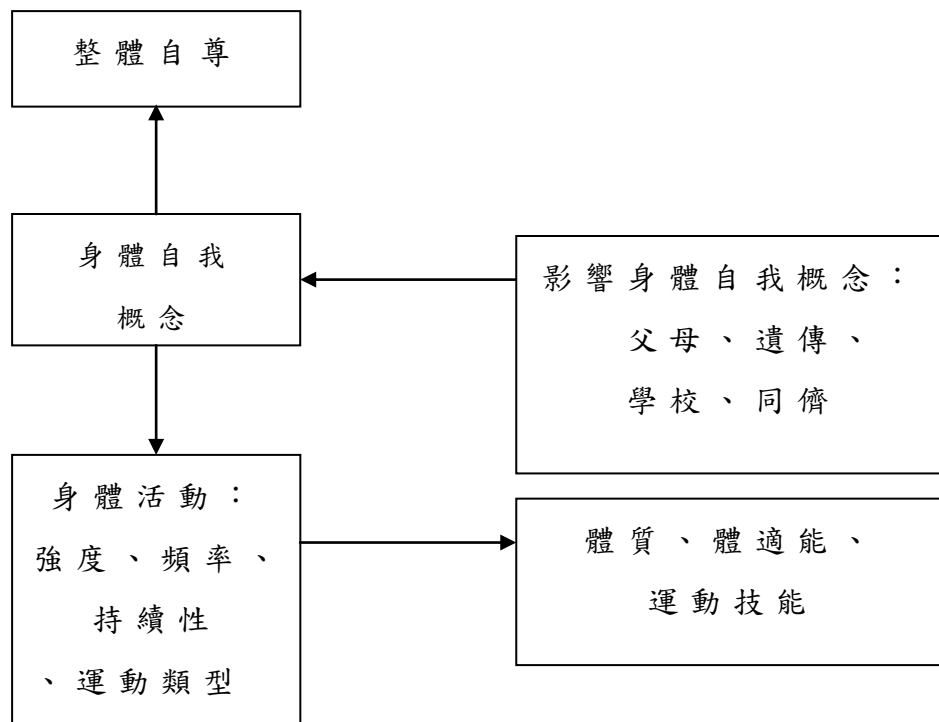 整體自尊
身體自我
概念
影響身體自我概念：
父母、遺傳、
學校、同儕
身體活動：
強度、頻率、
持續性
、運動類型
體質、體適能、
運動技能